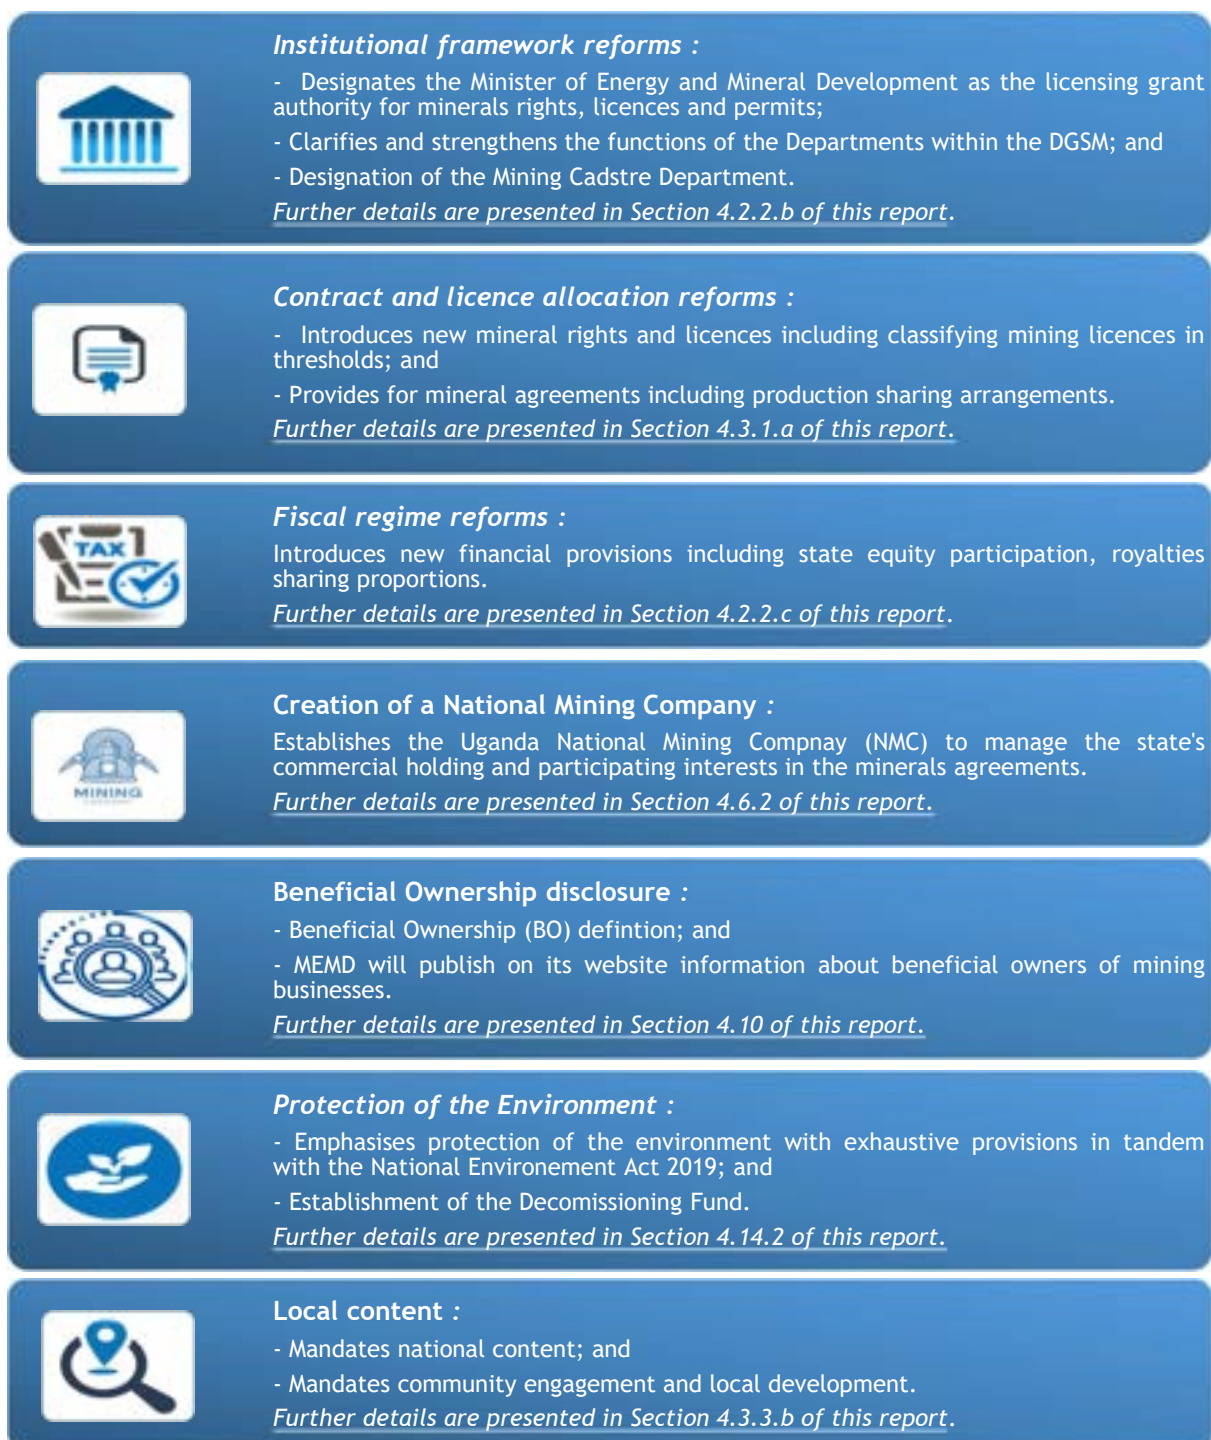 Institutional framework reforms :
- Designates the Minister of Energy and Mineral Development as the licensing grant
authority for minerals rights, licences and permits;
- Clarifies and strengthens the functions of the Departments within the DGSM; and
- Designation of the Mining Cadstre Department.
Further details are presented in Section 4.2.2.b of this report.
Contract and licence allocation reforms :
- Introduces new mineral rights and licences including classifying mining licences in
thresholds; and
- Provides for mineral agreements including production sharing arrangements.
Further details are presented in Section 4.3.1.a of this report.
TAX
Fiscal regime reforms :
Introduces new financial provisions including state equity participation, royalties
sharing proportions.
Further details are presented in Section 4.2.2.c of this report.
MINING
Creation of a National Mining Company :
Establishes the Uganda National Mining Compnay (NMC) to manage the state's
commercial holding and participating interests in the minerals agreements.
Further details are presented in Section 4.6.2 of this report.
Beneficial Ownership disclosure :
- Beneficial Ownership (BO) defintion; and
- MEMD will publish on its website information about beneficial owners of mining
businesses.
Further details are presented in Section 4.10 of this report.
Protection of the Environment :
- Emphasises protection of the environment with exhaustive provisions in tandem
with the National Environement Act 2019; and
- Establishment of the Decomissioning Fund.
Further details are presented in Section 4.14.2 of this report.
Local content :
- Mandates national content; and
- Mandates community engagement and local development.
Further details are presented in Section 4.3.3.b of this report.